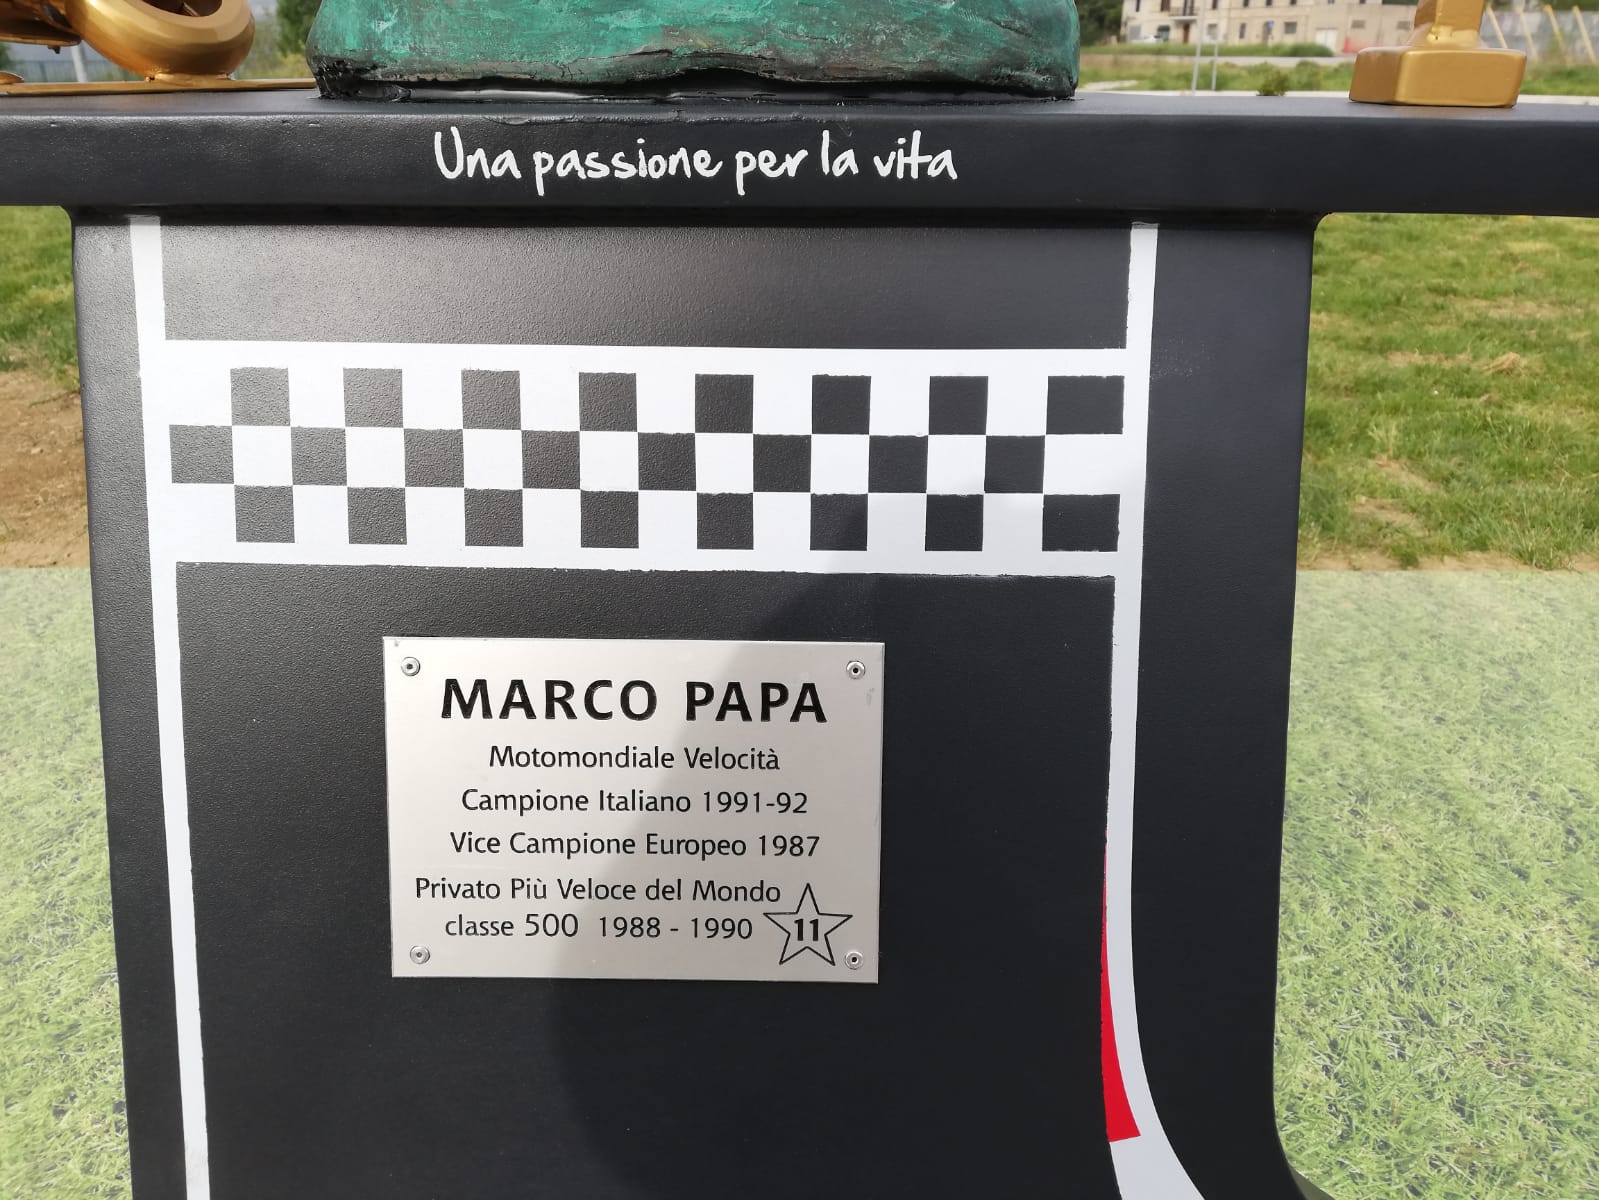 Una passione per la vita
MARCO PAPA
Motomondiale Velocità
Campione Italiano 1991-92
Vice Campione Europeo 1987
Privato Più Veloce del Mondo
classe 500 1988 - 1990
11